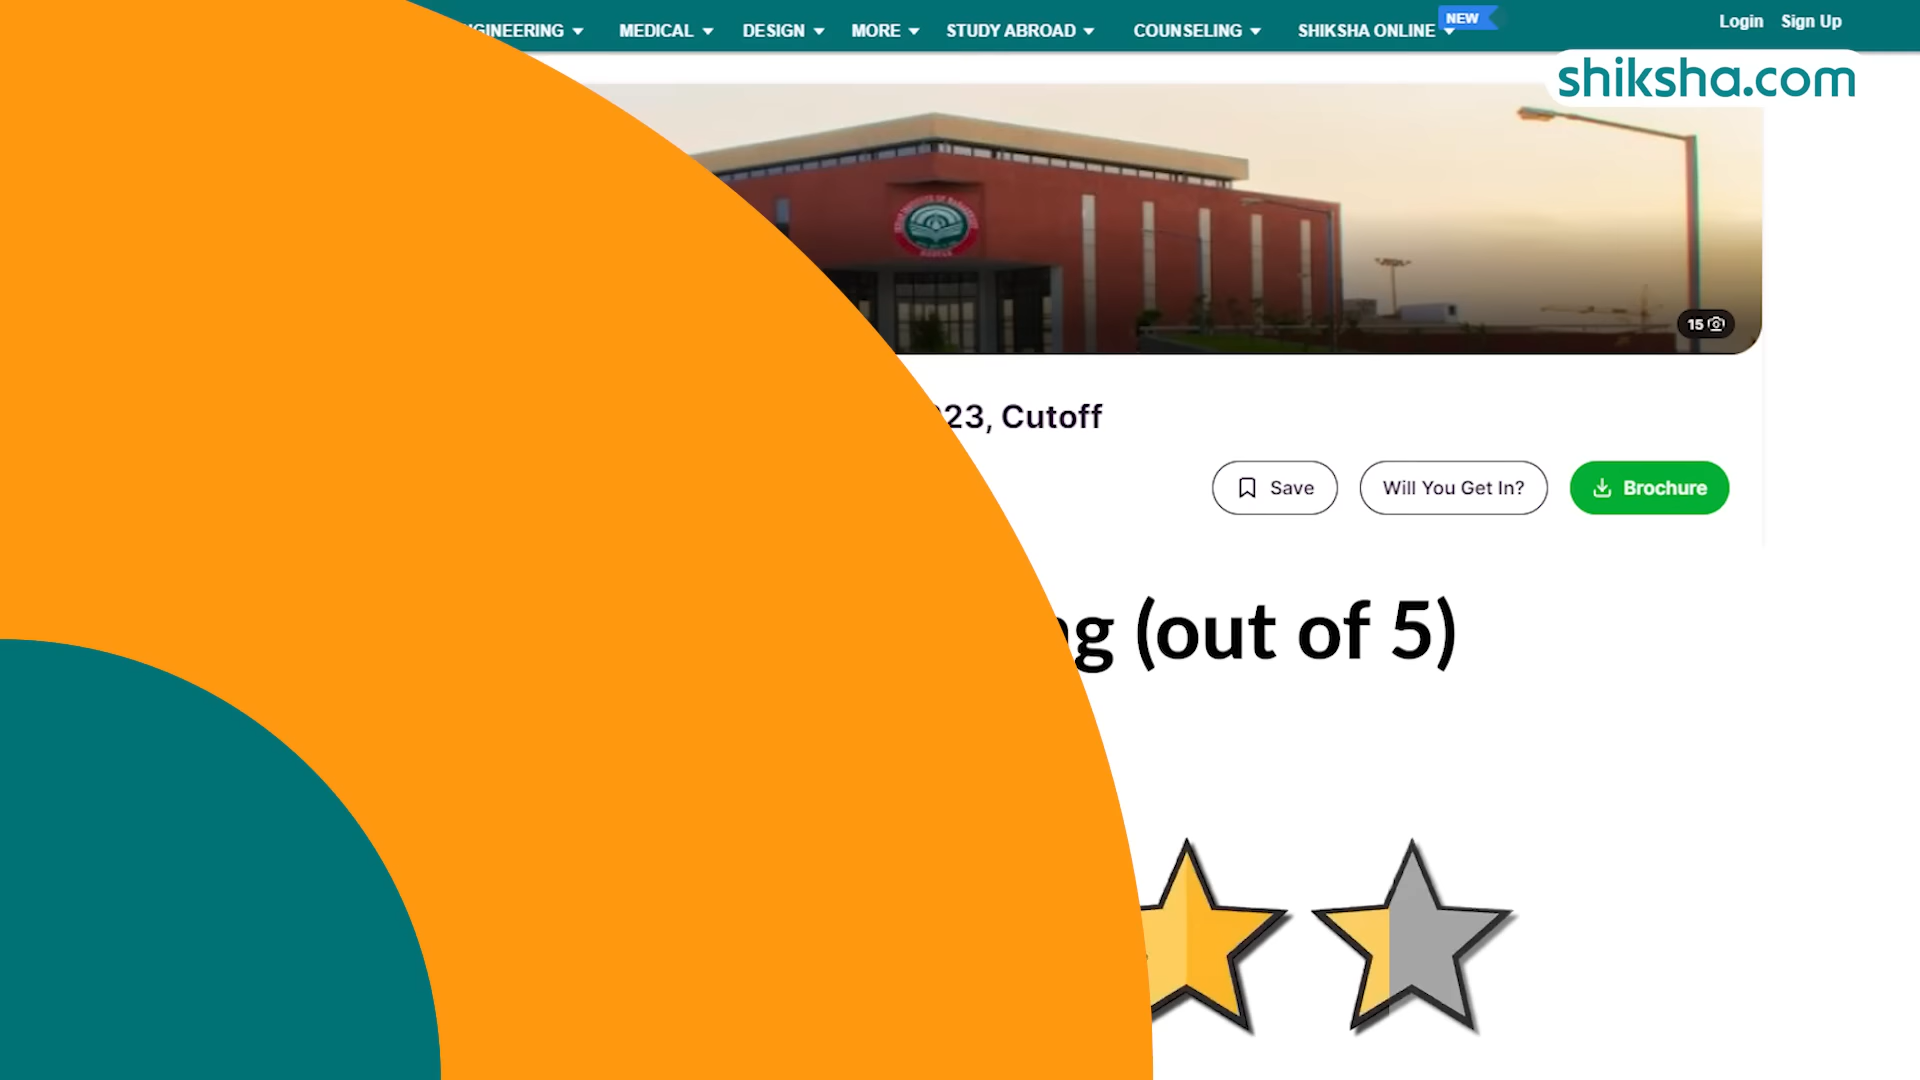 GINEERING MEDICAL DESIGN MORE STUDY ABROAD COUNSELING SHIKSHA ONLINE NEW Login Sign Up
shiksha.com
15
23, Cutoff
Save Will You Get In? Brochure
g (out of 5)